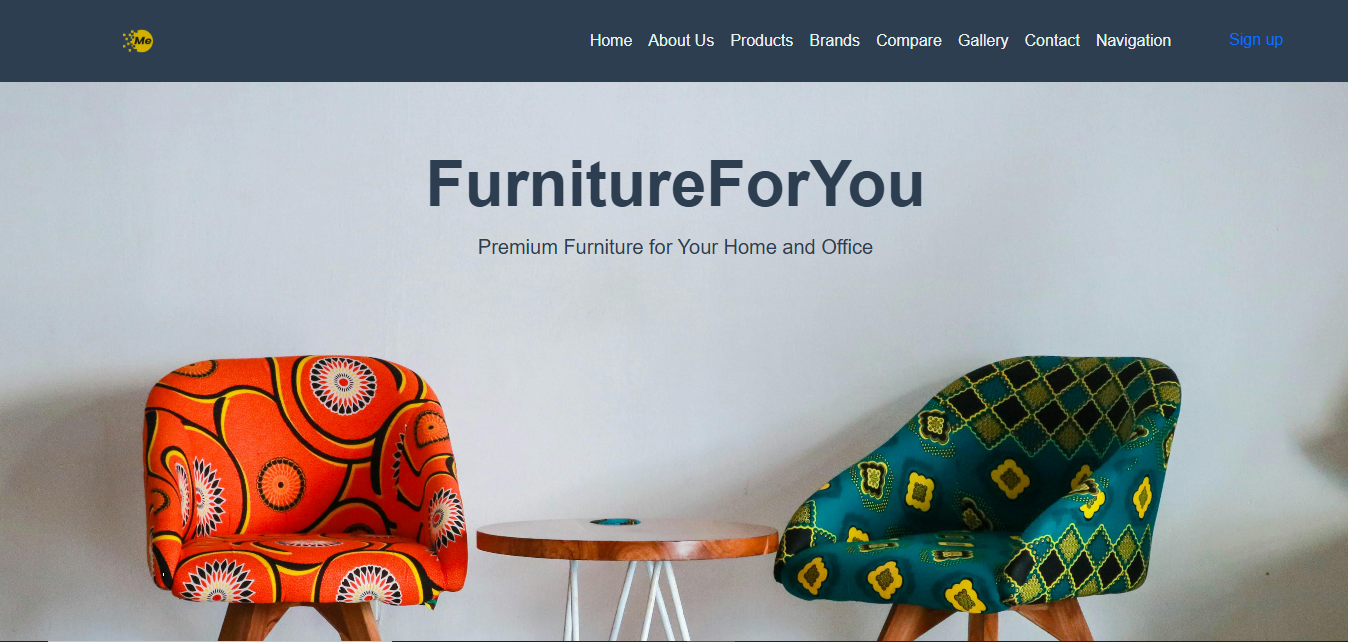 Me
Home About Us Products Brands Compare Gallery Contact Navigation Sign up
FurnitureForYou
Premium Furniture for Your Home and Office